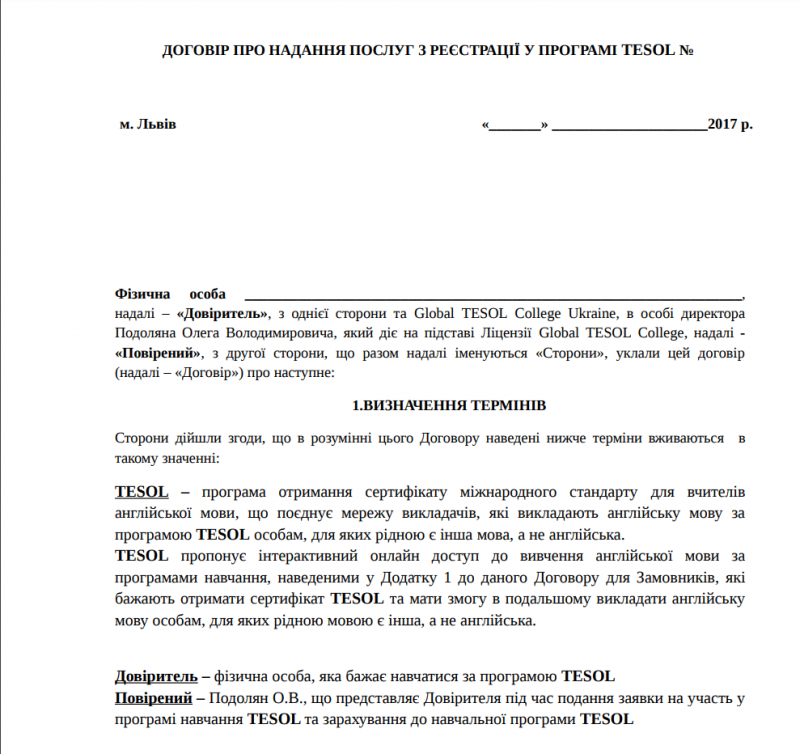 ДОГОВІР ПРО НАДАННЯ ПОСЛУГ З РЕЄСТРАЦІЇ У ПРОГРАМІ TESOL №
м. Львів «_______» _____________________2017 р.
Фізична особа ___________________________________________________________________,
надалі – «Довіритель», з однієї сторони та Global TESOL College Ukraine, в особі директора
Подоляна Олега Володимировича, який діє на підставі Ліцензії Global TESOL College, надалі -
«Повірений», з другої сторони, що разом надалі іменуються «Сторони», уклали цей договір
(надалі – «Договір») про наступне:
1.ВИЗНАЧЕННЯ ТЕРМІНІВ
Сторони дійшли згоди, що в розумінні цього Договору наведені нижче терміни вживаються в
такому значенні:
TESOL – програма отримання сертифікату міжнародного стандарту для вчителів
англійської мови, що поєднує мережу викладачів, які викладають англійську мову за
програмою TESOL особам, для яких рідною є інша мова, а не англійська.
TESOL пропонує інтерактивний онлайн доступ до вивчення англійської мови за
програмами навчання, наведеними у Додатку 1 до даного Договору для Замовників, які
бажають отримати сертифікат TESOL та мати змогу в подальшому викладати англійську
мову особам, для яких рідною мовою є інша, а не англійська.
Довіритель – фізична особа, яка бажає навчатися за програмою TESOL
Повірений – Подолян О.В., що представляє Довірителя під час подання заявки на участь у
програмі навчання TESOL та зарахування до навчальної програми TESOL